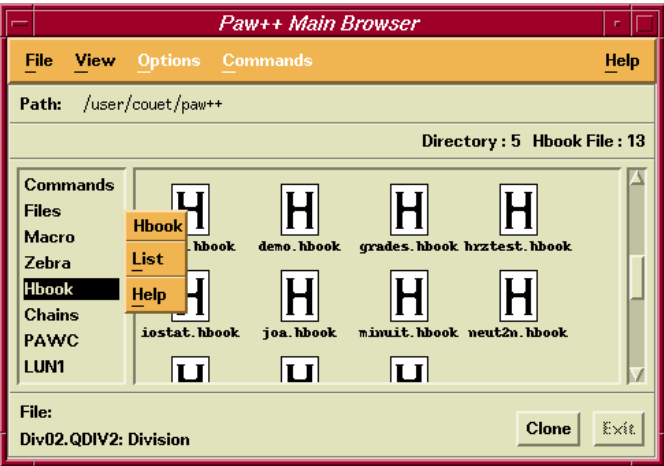 Paw++ Main Browser
File View Options Commands Help
Path: /user/couet/paw++
Directory : 5 Hbook File : 13
Commands
Files
Macro
Zebra
Hbook
Chains
PAWC
LUN1
Hbook
List
Help
.hbook demo.hbook grades.hbook hrztest.hbook
iostat.hbook joa.hbook minuit.hbook neut2n.hbook
File:
Div02.QDIV2: Division
Clone Exit